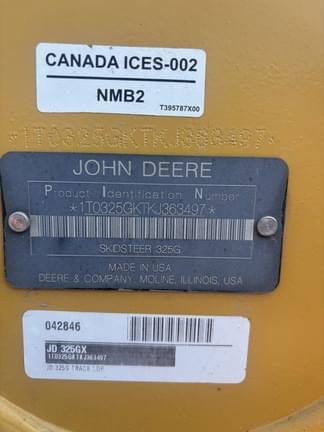 CANADA ICES-002
NMB2
T395787X00
*1T0325GKTKJ363497*
JOHN DEERE
Product Identification Number
*1T0325GKTKJ363497*
SKIDSTEER 325G
MADE IN USA
DEERE & COMPANY, MOLINE, ILLINOIS, USA
042846
JD 325GX
1T0325GKTKJ363497
JD 325G TRACK LDR